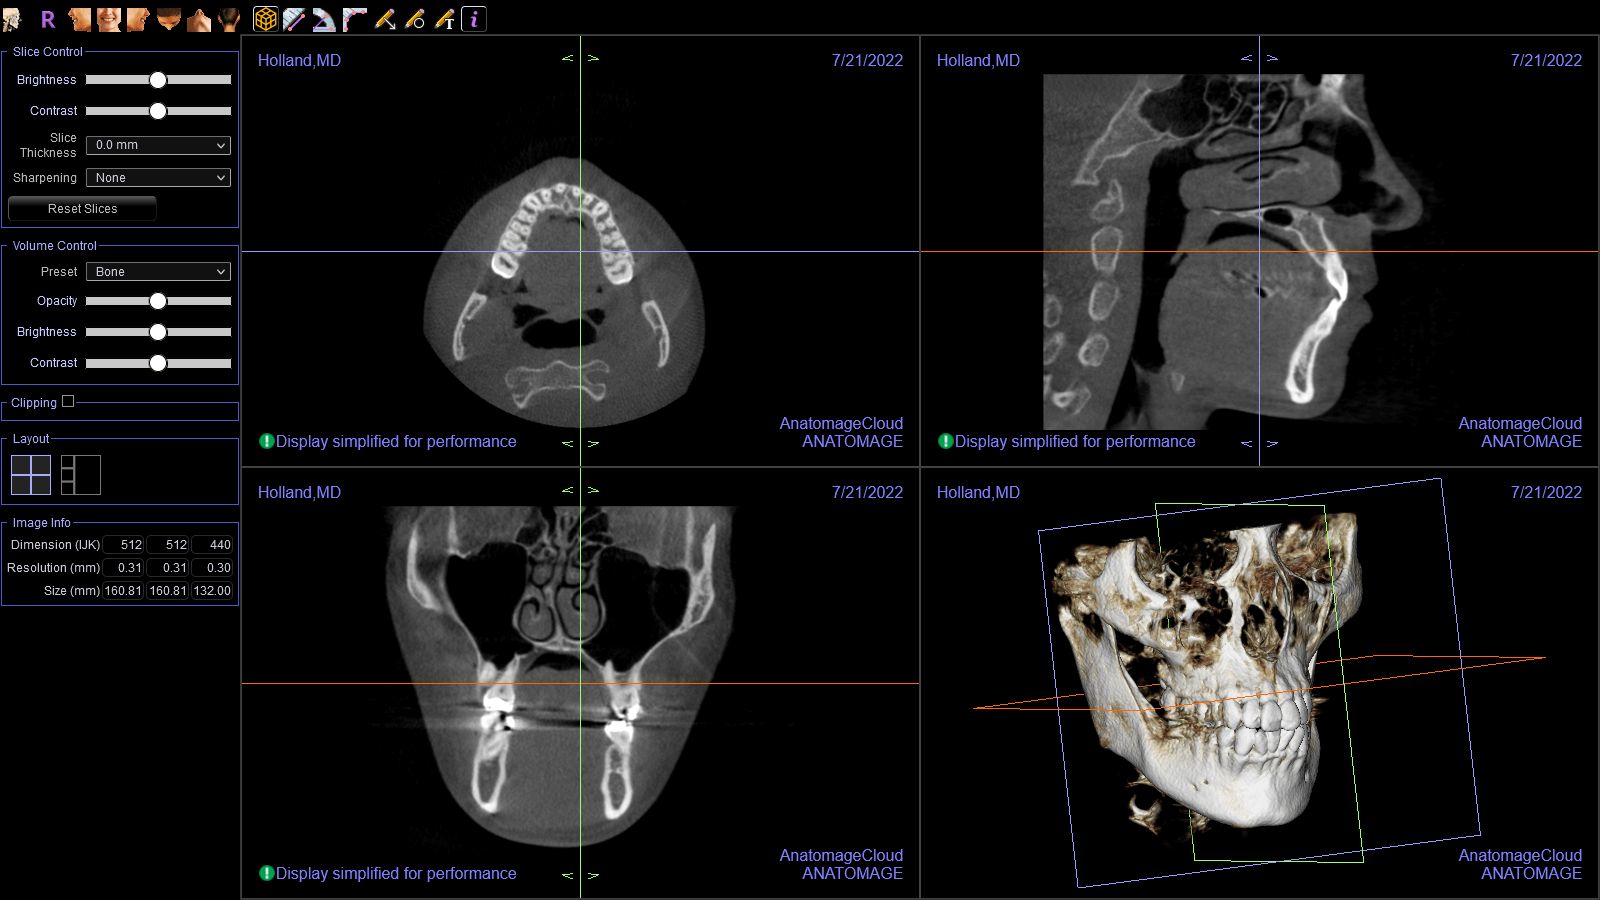 R
T
i
Slice Control
Brightness
Contrast
Slice Thickness
0.0 mm
Sharpening
None
Reset Slices
Volume Control
Preset
Bone
Opacity
Brightness
Contrast
Clipping
Layout
Image Info
Dimension (IJK) 512 512 440
Resolution (mm) 0.31 0.31 0.30
Size (mm) 160.81 160.81 132.00
Holland,MD
7/21/2022
AnatomageCloud
! Display simplified for performance
ANATOMAGE
Holland,MD
7/21/2022
AnatomageCloud
! Display simplified for performance
ANATOMAGE
Holland,MD
7/21/2022
AnatomageCloud
! Display simplified for performance
ANATOMAGE
Holland,MD
7/21/2022
AnatomageCloud
ANATOMAGE